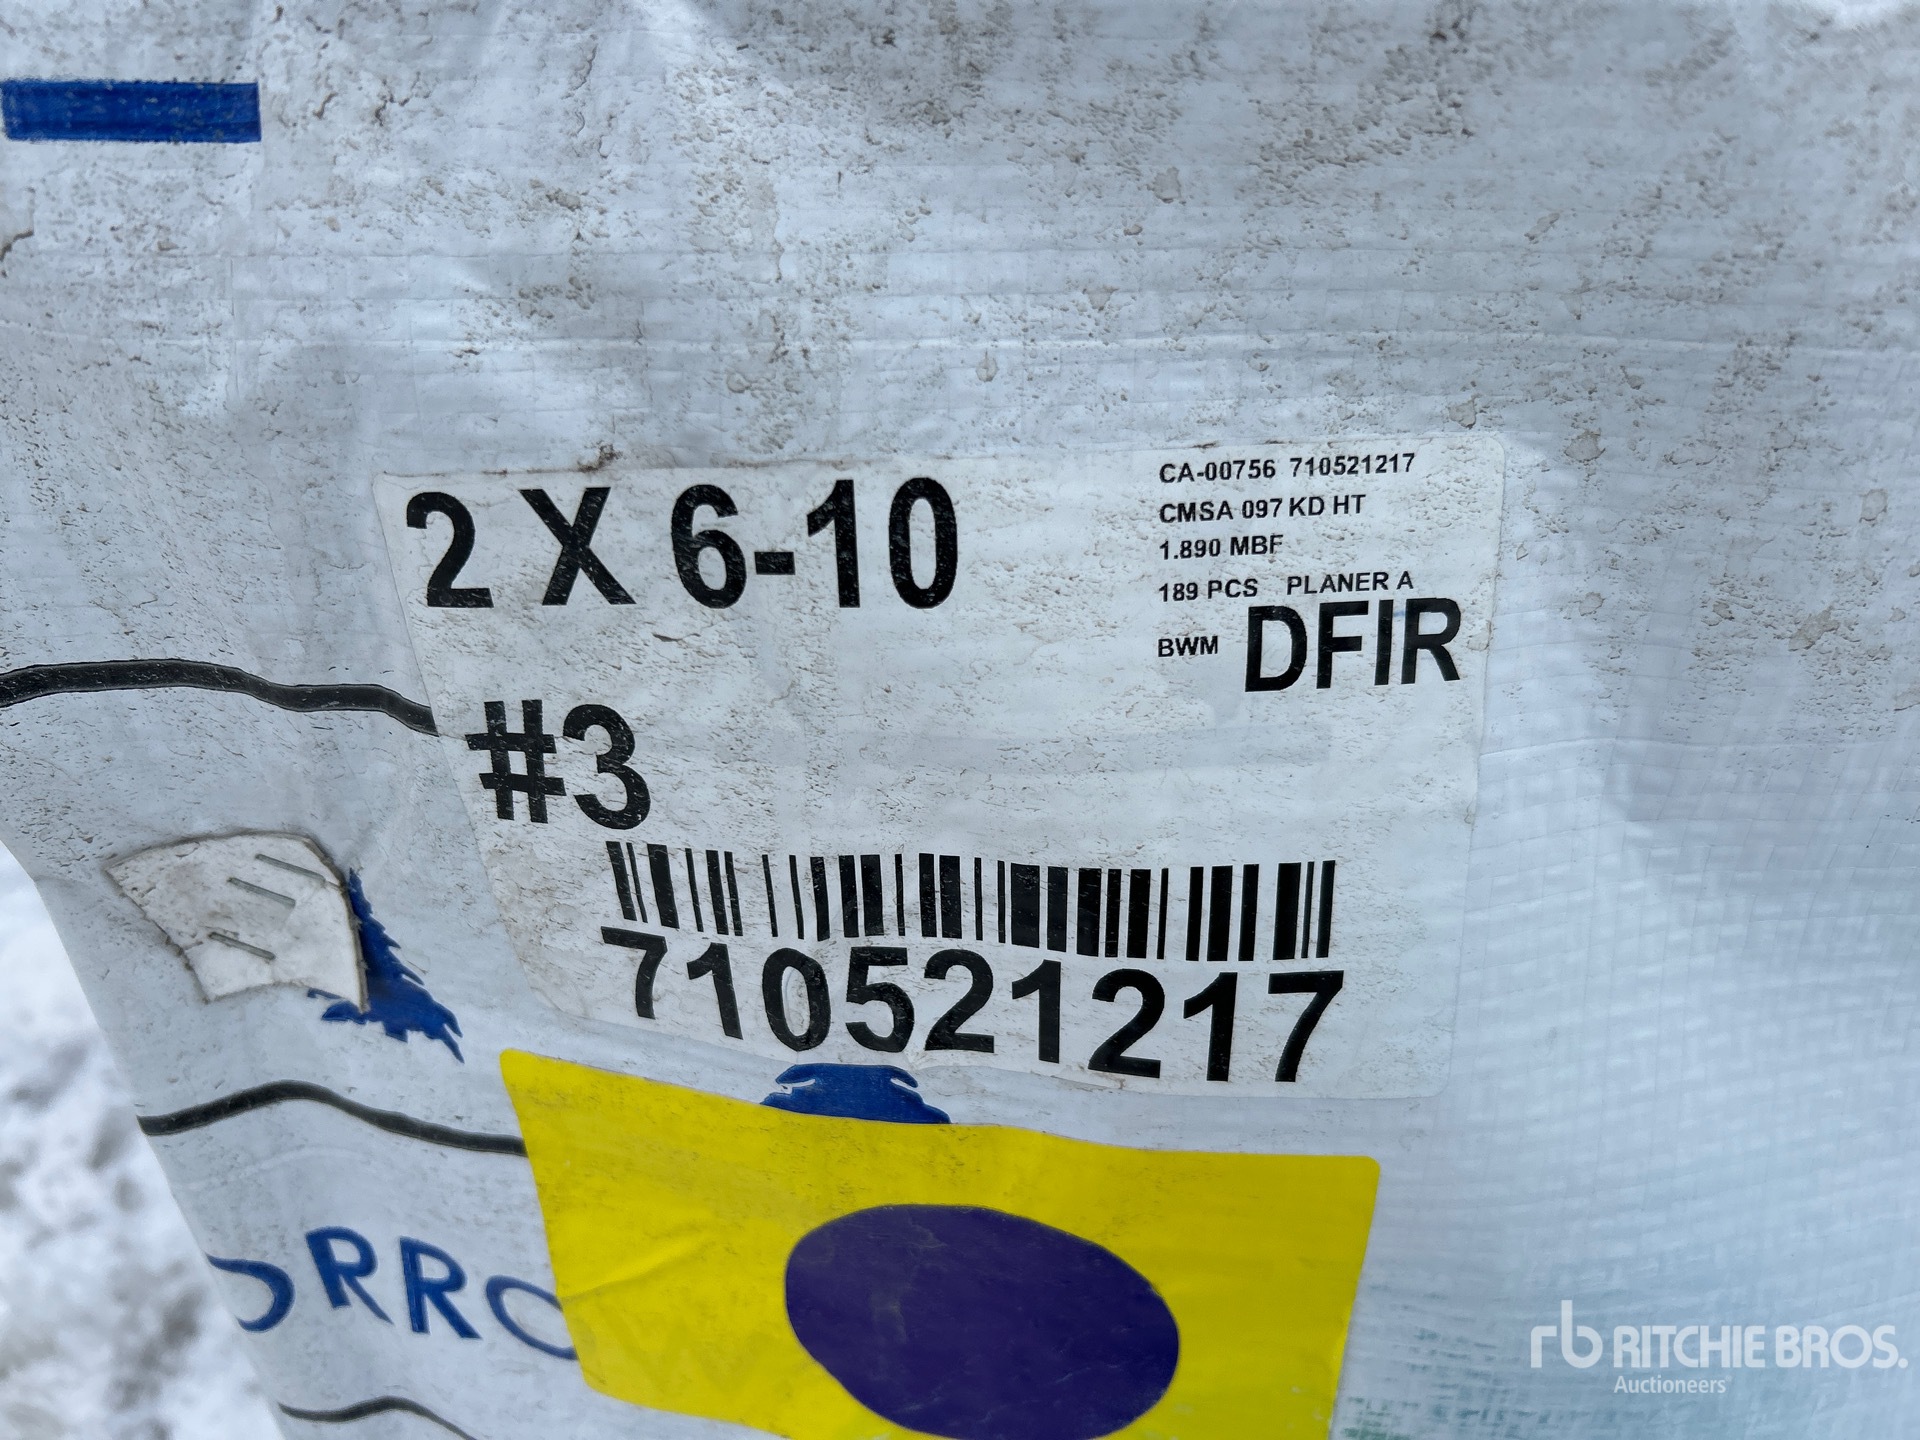 2 X 6-10
CA-00756 710521217
CMSA 097 KD HT
1.890 MBF
189 PCS PLANER A
BWM DFIR
#3
710521217
ORRO
rb RITCHIE BROS.
Auctioneers